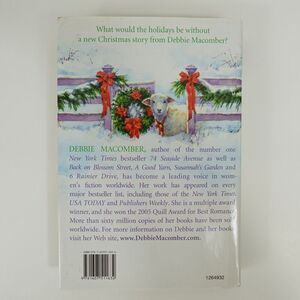 What would the holidays be without
a new Christmas story from Debbie Macomber?
DEBBIE MACOMBER, author of the number one
New York Times bestseller 74 Seaside Avenue as well as
Back on Blossom Street, A Good Yarn, Susannah's Garden and
6 Rainier Drive, has become a leading voice in wom-
en's fiction worldwide. Her work has appeared on every
major bestseller list, including those of the New York Times,
USA TODAY and Publishers Weekly. She is a multiple award
winner, and she won the 2005 Quill Award for Best Romance.
More than sixty million copies of her books have been sold
worldwide. For more information on Debbie and her books,
visit her Web site, www.DebbieMacomber.com.
1264932